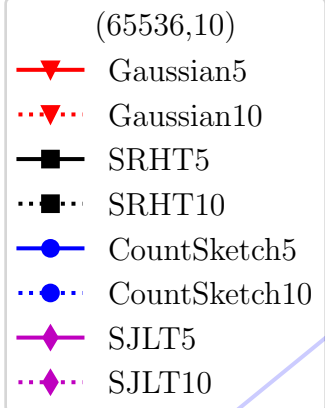 (65536,10)
Gaussian5
Gaussian10
SRHT5
SRHT10
CountSketch5
CountSketch10
SJLT5
SJLT10